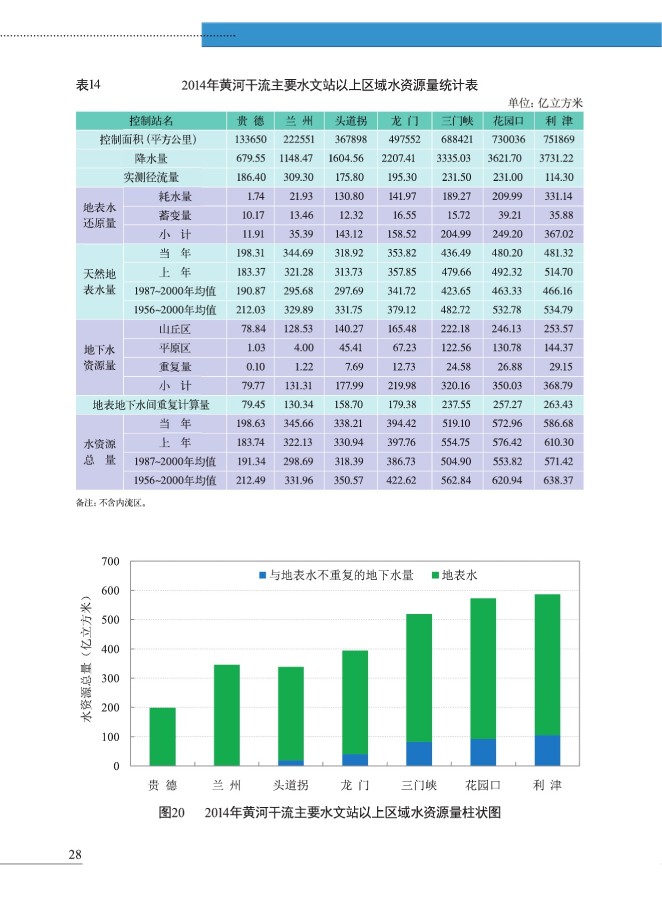 表14 2014年黄河干流主要水文站以上区域水资源量统计表
单位：亿立方米
控制站名 贵 德 兰 州 头道拐 龙 门 三门峡 花园口 利 津
控制面积（平方公里） 133650 222551 367898 497552 688421 730036 751869
降水量 679.55 1148.47 1604.56 2207.41 3335.03 3621.70 3731.22
实测径流量 186.40 309.30 175.80 195.30 231.50 231.00 114.30
地表水还原量 耗水量 1.74 21.93 130.80 141.97 189.27 209.99 331.14
蓄变量 10.17 13.46 12.32 16.55 15.72 39.21 35.88
小 计 11.91 35.39 143.12 158.52 204.99 249.20 367.02
天然地表水量 当 年 198.31 344.69 318.92 353.82 436.49 480.20 481.32
上 年 183.37 321.28 313.73 357.85 479.66 492.32 514.70
1987~2000年均值 190.87 295.68 297.69 341.72 423.65 463.33 466.16
1956~2000年均值 212.03 329.89 331.75 379.12 482.72 532.78 534.79
地下水资源量 山丘区 78.84 128.53 140.27 165.48 222.18 246.13 253.57
平原区 1.03 4.00 45.41 67.23 122.56 130.78 144.37
重复量 0.10 1.22 7.69 12.73 24.58 26.88 29.15
小 计 79.77 131.31 177.99 219.98 320.16 350.03 368.79
地表地下水间重复计算量 79.45 130.34 158.70 179.38 237.55 257.27 263.43
水资源总 量 当 年 198.63 345.66 338.21 394.42 519.10 572.96 586.68
上 年 183.74 322.13 330.94 397.76 554.75 576.42 610.30
1987~2000年均值 191.34 298.69 318.39 386.73 504.90 553.82 571.42
1956~2000年均值 212.49 331.96 350.57 422.62 562.84 620.94 638.37
备注：不含内流区。
水资源总量（亿立方米）
700
600
500
400
300
200
100
0
与地表水不重复的地下水量 地表水
贵 德 兰 州 头道拐 龙 门 三门峡 花园口 利 津
图20 2014年黄河干流主要水文站以上区域水资源量柱状图
28